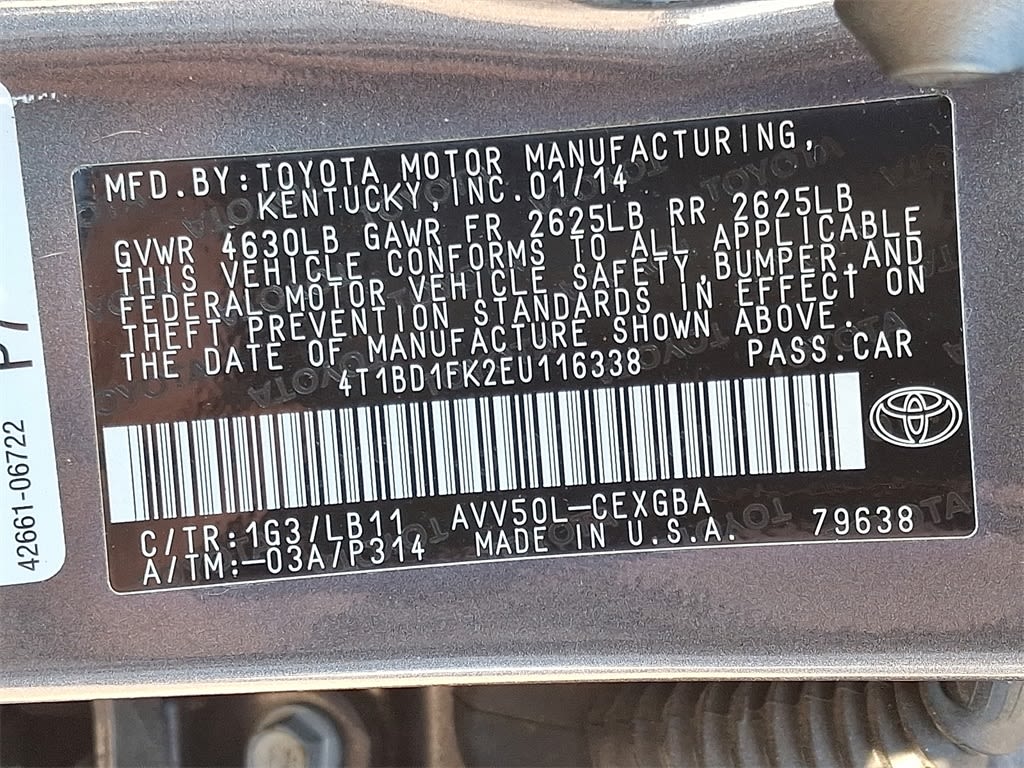 MFD.BY:TOYOTA MOTOR MANUFACTURING,
KENTUCKY,INC. 01/14
GVWR 4630LB GAWR FR 2625LB RR 2625LB
THIS VEHICLE CONFORMS TO ALL APPLICABLE
FEDERAL MOTOR VEHICLE SAFETY,BUMPER,AND
THEFT PREVENTION STANDARDS IN EFFECT ON
THE DATE OF MANUFACTURE SHOWN ABOVE.
4T1BD1FK2EU116338 PASS.CAR
C/TR:1G3/LB11 AVV50L-CEXGBA
A/TM:-03A/P314 MADE IN U.S.A. 79638
42661-06722